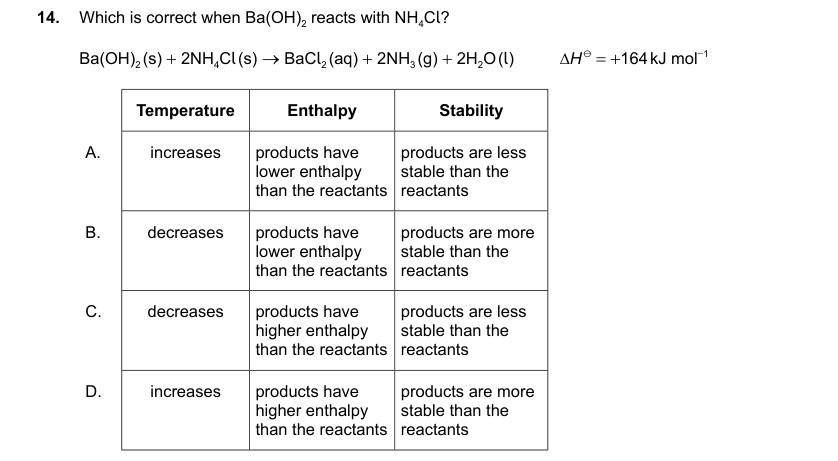 14. Which is correct when Ba(OH)₂ reacts with NH₄Cl?
Ba(OH)₂ (s) + 2NH₄Cl (s) → BaCl₂ (aq) + 2NH₃ (g) + 2H₂O (l) ΔH⊖ = +164 kJ mol⁻¹
Temperature Enthalpy Stability
A. increases products have lower enthalpy than the reactants products are less stable than the reactants
B. decreases products have lower enthalpy than the reactants products are more stable than the reactants
C. decreases products have higher enthalpy than the reactants products are less stable than the reactants
D. increases products have higher enthalpy than the reactants products are more stable than the reactants